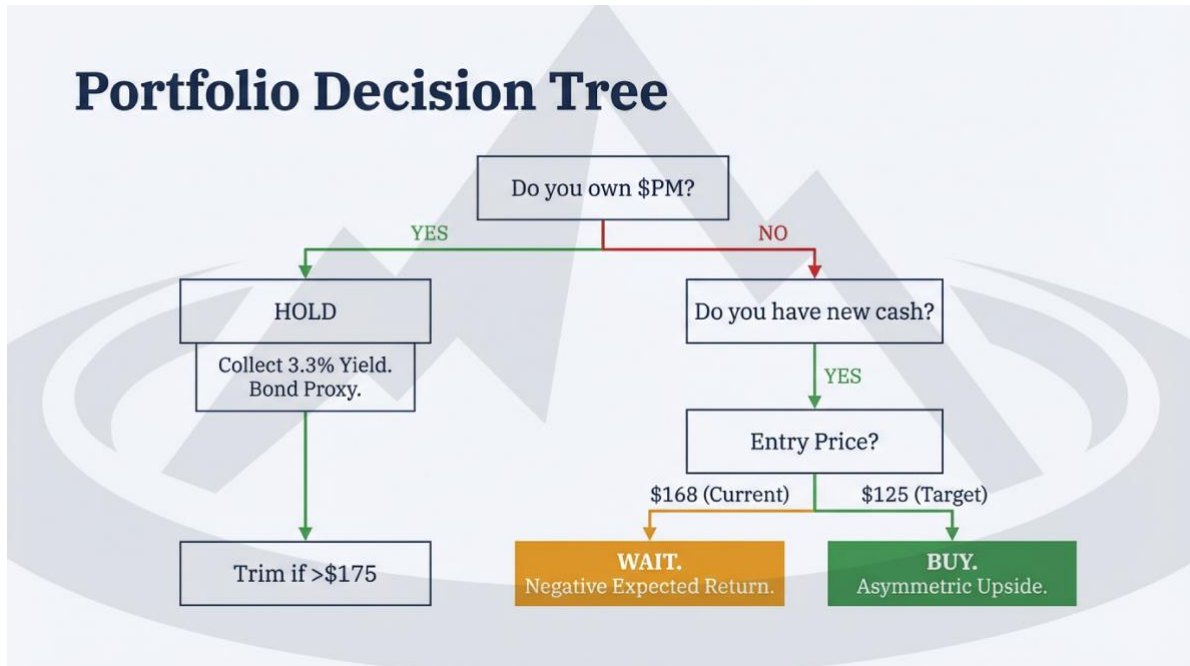 Portfolio Decision Tree
Do you own $PM?
YES
NO
HOLD
Collect 3.3% Yield.
Bond Proxy.
Trim if >$175
Do you have new cash?
YES
Entry Price?
$168 (Current)
$125 (Target)
WAIT.
Negative Expected Return.
BUY.
Asymmetric Upside.